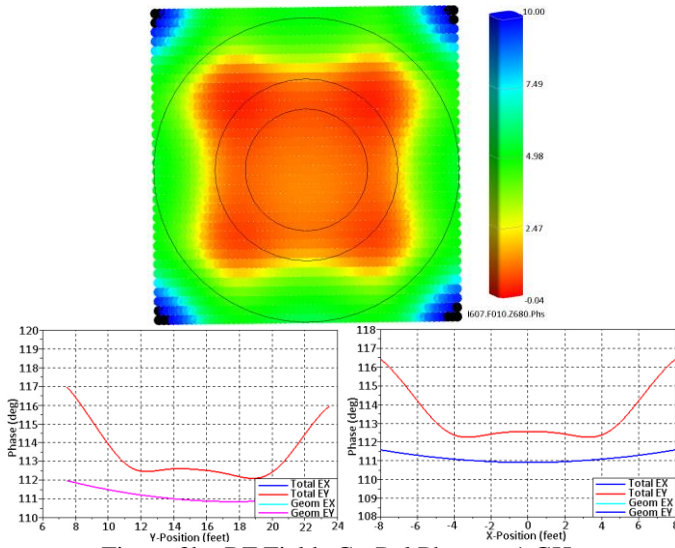 10.00
7.49
4.98
2.47
-0.04
I607.F010.Z680.Phs
120
119
118
117
116
115
114
113
112
111
110
Phase (deg)
6 8 10 12 14 16 18 20 22 24
Y-Position (feet)
Total EX
Total EY
Geom EX
Geom EY
118
117
116
115
114
113
112
111
110
109
108
Phase (deg)
-8 -6 -4 -2 0 2 4 6 8
X-Position (feet)
Total EX
Total EY
Geom EX
Geom EY